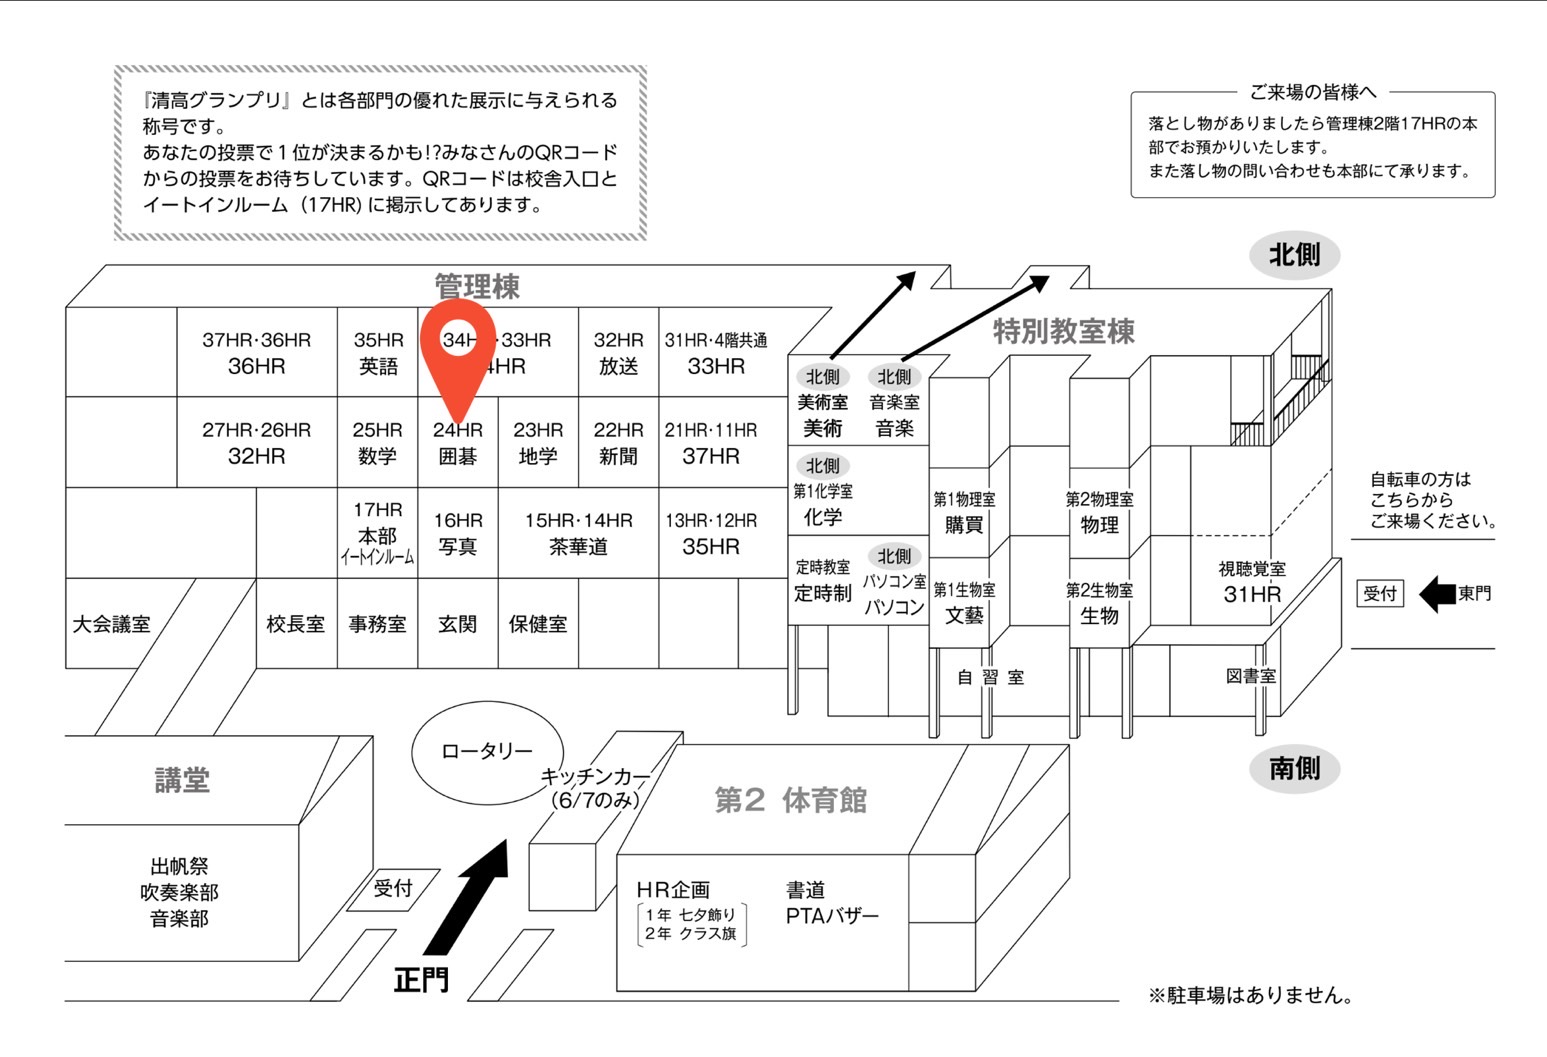 『清高グランプリ』とは各部門の優れた展示に与えられる
称号です。
あなたの投票で1位が決まるかも!?みなさんのQRコード
からの投票をお待ちしています。QRコードは校舎入口と
イートインルーム（17HR)に掲示してあります。
ご来場の皆様へ
落とし物がありましたら管理棟2階17HRの本
部でお預かりいたします。
また落し物の問い合わせも本部にて承ります。
北側
管理棟
特別教室棟
37HR·36HR
36HR
35HR
英語
34H
·33HR
4HR
32HR
放送
31HR·4階共通
33HR
27HR·26HR
32HR
25HR
数学
24HR
囲碁
23HR
地学
22HR
新聞
21HR·11HR
37HR
17HR
本部
イートインルーム
16HR
写真
15HR·14HR
茶華道
13HR·12HR
35HR
大会議室
校長室
事務室
玄関
保健室
北側
美術室
美術
北側
音楽室
音楽
北側
第1化学室
化学
定時教室
定時制
北側
パソコン室
パソコン
第1物理室
購買
第2物理室
物理
第1生物室
文藝
第2生物室
生物
視聴覚室
31HR
自習室
図書室
自転車の方は
こちらから
ご来場ください。
受付
東門
南側
講堂
出帆祭
吹奏楽部
音楽部
受付
ロータリー
キッチンカー
(6/7のみ)
正門
第2 体育館
HR企画
1年 七夕飾り
2年 クラス旗
書道
PTAバザー
※駐車場はありません。